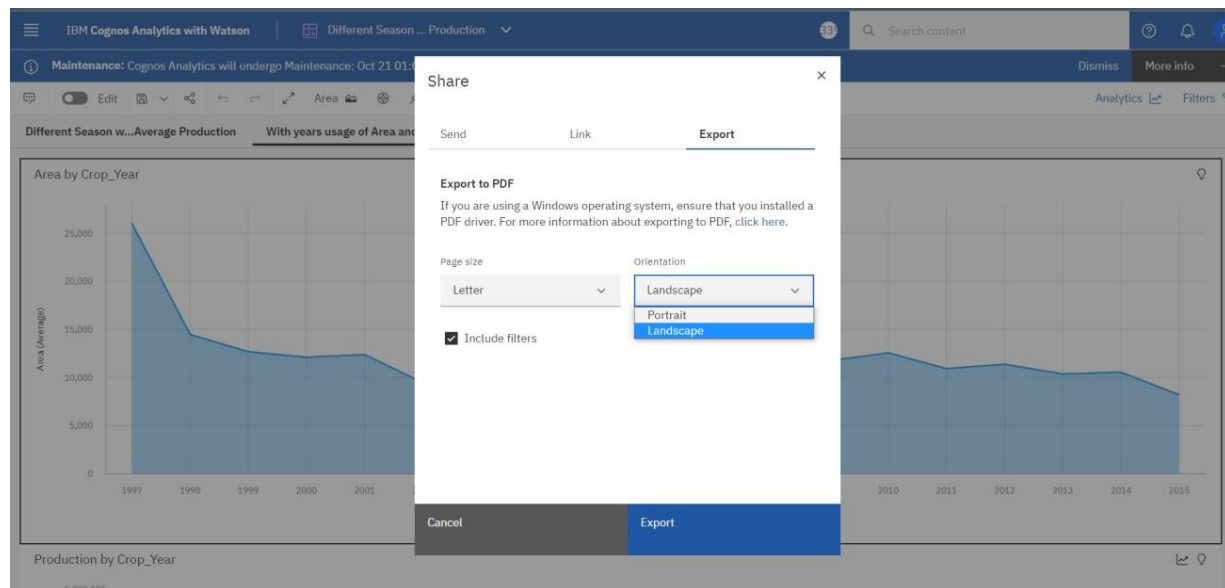 IBM Cognos Analytics with Watson
Different Season ... Production
Search content
Maintenance: Cognos Analytics will undergo Maintenance: Oct 21 01:
Dismiss
More info
Edit
Area
Analytics
Filters
Different Season w...Average Production
With years usage of Area and
Share
Send
Link
Export
Export to PDF
If you are using a Windows operating system, ensure that you installed a
PDF driver. For more information about exporting to PDF, click here.
Page size
Orientation
Letter
Landscape
Portrait
Landscape
Include filters
Cancel
Export
Area by Crop_Year
Area (Average)
25,000
20,000
15,000
10,000
5,000
0
1997
1998
1999
2000
2001
2010
2011
2012
2013
2014
2015
Production by Crop_Year